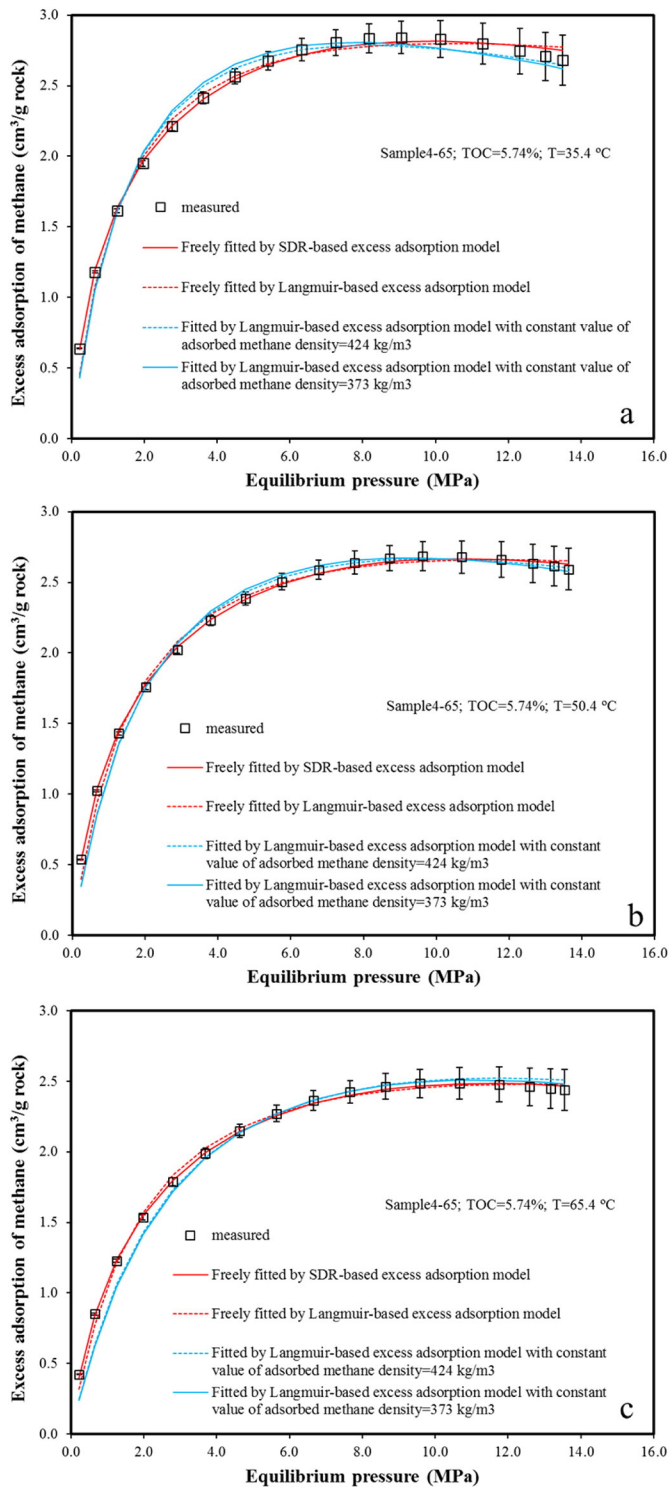 3.0
a
2.5
2.0
Sample4-65; TOC=5.74%; T=35.4 ºC
measured
1.5
Freely fitted by SDR-based excess adsorption model
1.0
Freely fitted by Langmuir-based excess adsorption model
Fitted by Langmuir-based excess adsorption model with constant value of
adsorbed methane density=424 kg/m3
0.5
Fitted by Langmuir-based excess adsorption model with constant value of
adsorbed methane density=373 kg/m3
0.0
Excess adsorption of methane (cm³/g rock)
0.0 2.0 4.0 6.0 8.0 10.0 12.0 14.0 16.0
Equilibrium pressure (MPa)
3.0
2.5
2.0
Sample4-65; TOC=5.74%; T=50.4 ºC
measured
1.5
Freely fitted by SDR-based excess adsorption model
1.0
Freely fitted by Langmuir-based excess adsorption model
Fitted by Langmuir-based excess adsorption model with constant
value of adsorbed methane density=424 kg/m3
0.5
Fitted by Langmuir-based excess adsorption model with constant
value of adsorbed methane density=373 kg/m3
b
0.0
Excess adsorption of methane (cm³/g rock)
0.0 2.0 4.0 6.0 8.0 10.0 12.0 14.0 16.0
Equilibrium pressure (MPa)
3.0
2.5
2.0
Sample4-65; TOC=5.74%; T=65.4 ºC
1.5
measured
Freely fitted by SDR-based excess adsorption model
1.0
Freely fitted by Langmuir-based excess adsorption model
Fitted by Langmuir-based excess adsorption model with constant
value of adsorbed methane density=424 kg/m3
0.5
Fitted by Langmuir-based excess adsorption model with constant
value of adsorbed methane density=373 kg/m3
c
0.0
Excess adsorption of methane (cm³/g rock)
0.0 2.0 4.0 6.0 8.0 10.0 12.0 14.0 16.0
Equilibrium pressure (MPa)